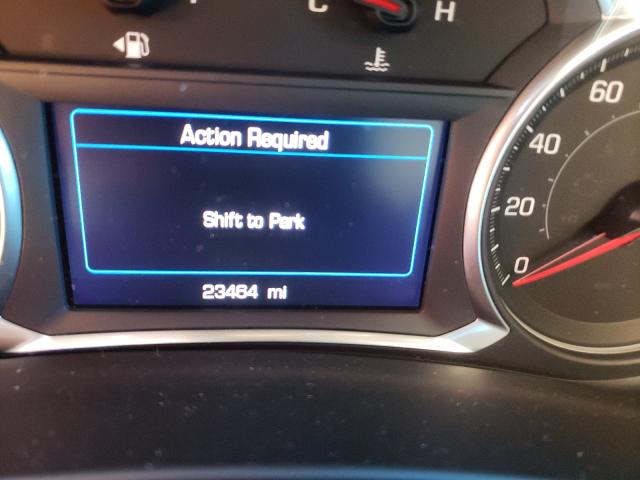 C H
Action Required
Shift to Park
23464 mi
60
40
20
0